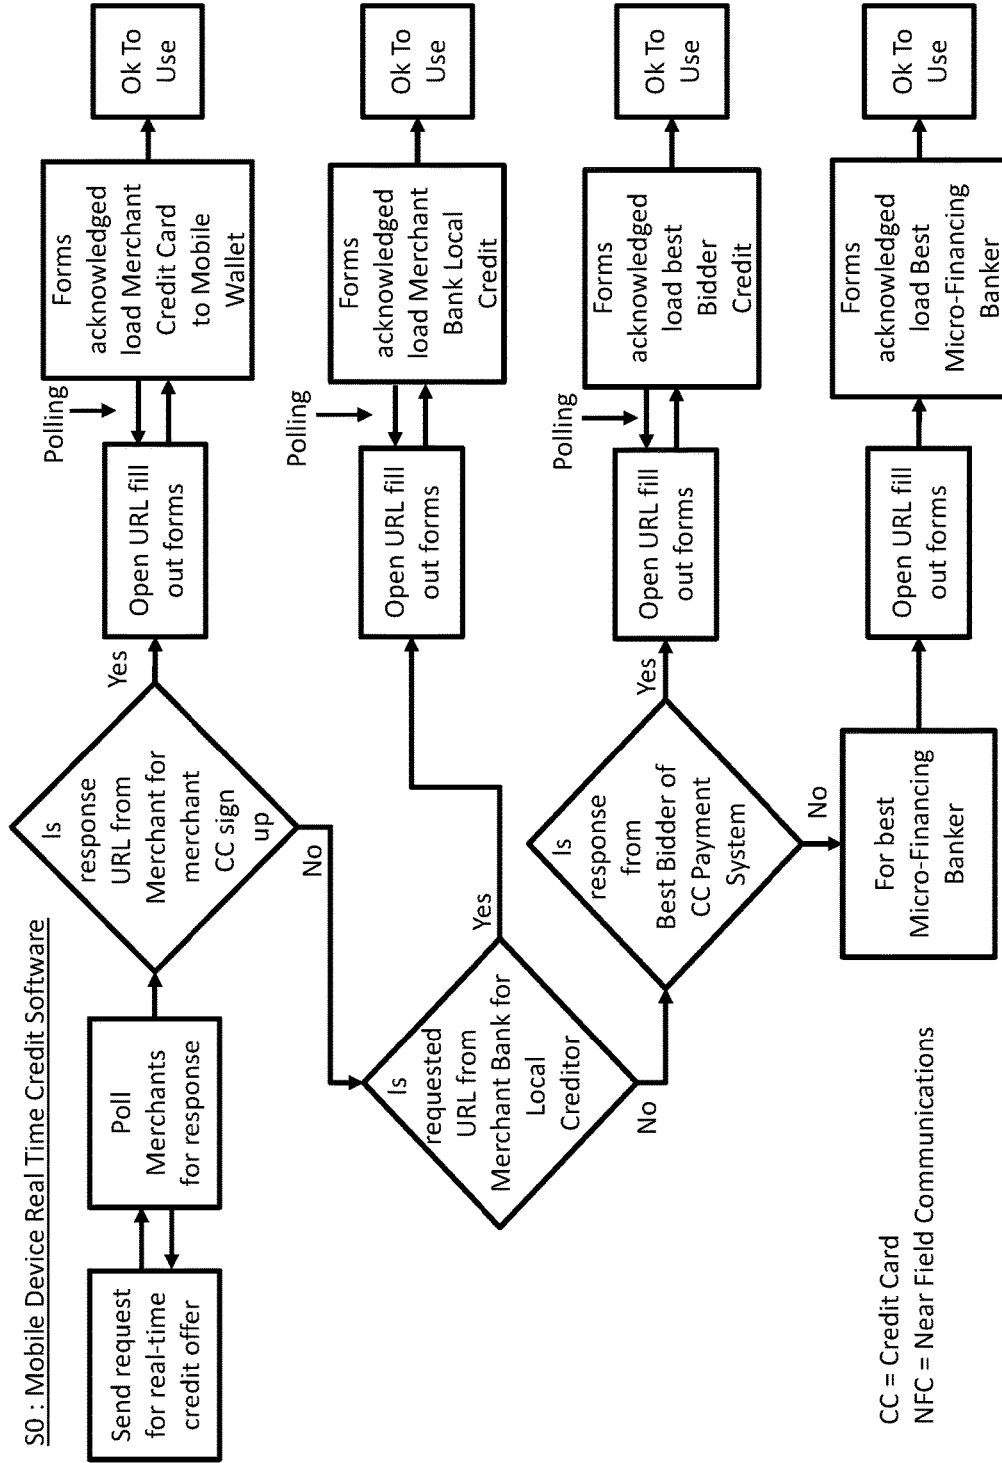 S0 : Mobile Device Real Time Credit Software
Send request
for real-time
credit offer
Poll
Merchants
for response
Is
response
URL from
Merchant for
merchant
CC sign
up
Yes
No
Open URL fill
out forms
Polling
Forms
acknowledged
load Merchant
Credit Card
to Mobile
Wallet
Ok To
Use
Is
requested
URL from
Merchant Bank for
Local
Creditor
Yes
No
Open URL fill
out forms
Polling
Forms
acknowledged
load Merchant
Bank Local
Credit
Ok To
Use
Is
response
from
Best Bidder of
CC Payment
System
Yes
No
Open URL fill
out forms
Polling
Forms
acknowledged
load best
Bidder
Credit
Ok To
Use
For best
Micro-Financing
Banker
Open URL fill
out forms
Forms
acknowledged
load Best
Micro-Financing
Banker
Ok To
Use
CC = Credit Card
NFC = Near Field Communications